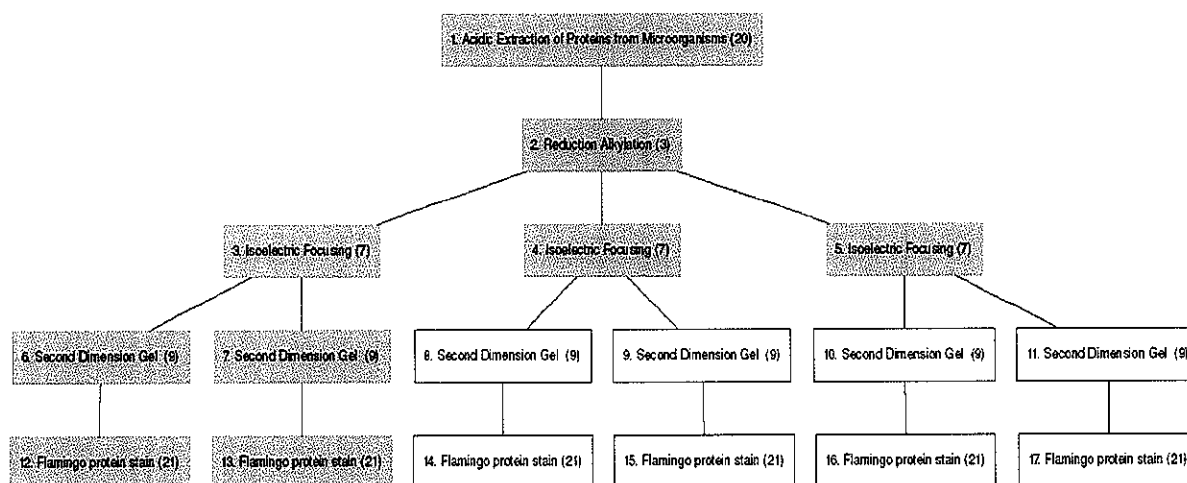 1. Acidic Extraction of Proteins from Microorganisms (20)
2. Reduction Alkylation (3)
3. Isoelectric Focusing (7)
4. Isoelectric Focusing (7)
5. Isoelectric Focusing (7)
6. Second Dimension Gel (9)
7. Second Dimension Gel (9)
8. Second Dimension Gel (9)
9. Second Dimension Gel (9)
10. Second Dimension Gel (9)
11. Second Dimension Gel (9)
12. Flamingo protein stain (21)
13. Flamingo protein stain (21)
14. Flamingo protein stain (21)
15. Flamingo protein stain (21)
16. Flamingo protein stain (21)
17. Flamingo protein stain (21)